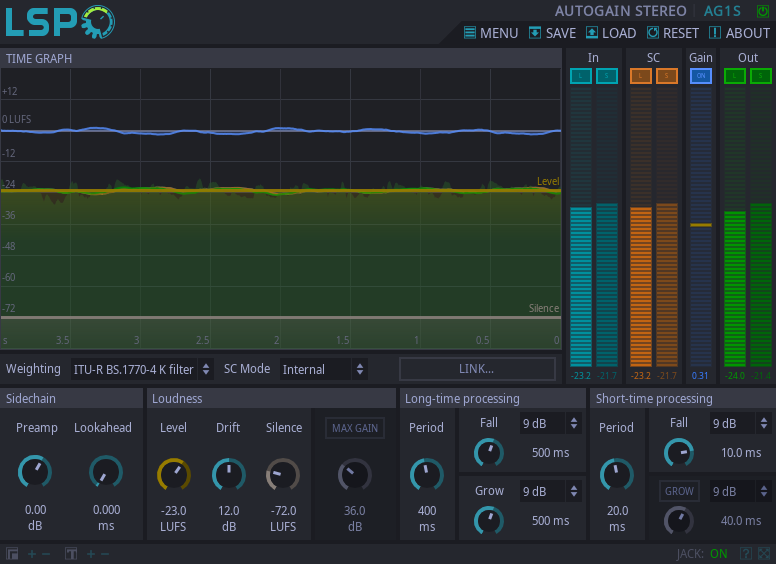 LSP
AUTOGAIN STEREO AG1S
MENU SAVE LOAD RESET ABOUT
TIME GRAPH
In SC Gain Out
L S L S ON L S
+12
0 LUFS
-12
-24
Level
-36
-48
-60
-72
Silence
s 3.5 3 2.5 2 1.5 1 0.5 0
-23.2 -21.7 -23.2 -21.7 0.31 -24.0 -21.4
Weighting ITU-R BS.1770-4 K filter SC Mode Internal LINK...
Sidechain Loudness Long-time processing Short-time processing
Preamp Lookahead Level Drift Silence MAX GAIN Period Fall 9 dB Period Fall 9 dB
500 ms 10.0 ms
Grow 9 dB GROW 9 dB
0.00 0.000 -23.0 12.0 -72.0 36.0 400 20.0
dB ms LUFS dB LUFS dB ms 500 ms ms 40.0 ms
JACK: ON